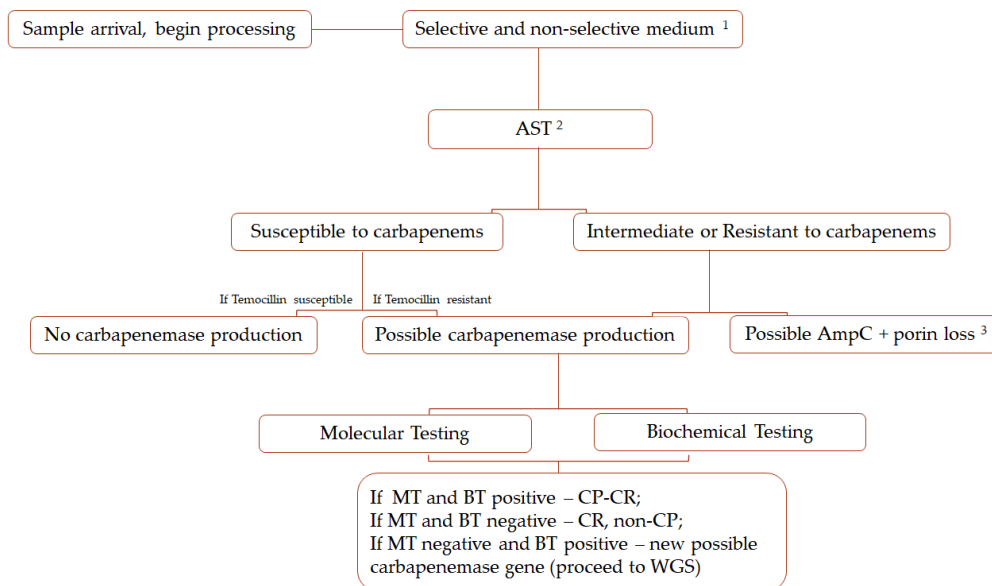 Sample arrival, begin processing
Selective and non-selective medium ¹
AST ²
Susceptible to carbapenems
Intermediate or Resistant to carbapenems
If Temocillin susceptible
If Temocillin resistant
No carbapenemase production
Possible carbapenemase production
Possible AmpC + porin loss ³
Molecular Testing
Biochemical Testing
If MT and BT positive – CP-CR;
If MT and BT negative – CR, non-CP;
If MT negative and BT positive – new possible
carbapenemase gene (proceed to WGS)